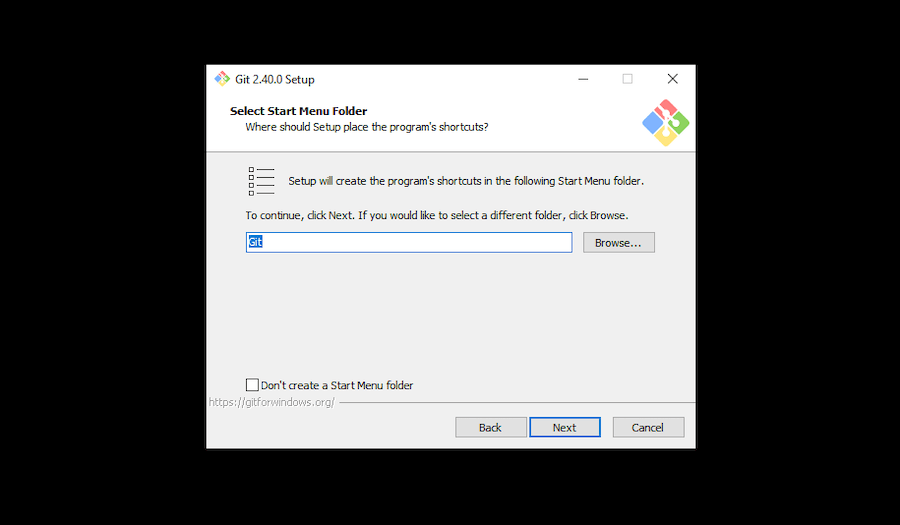 Git 2.40.0 Setup
Select Start Menu Folder
Where should Setup place the program's shortcuts?
Setup will create the program's shortcuts in the following Start Menu folder.
To continue, click Next. If you would like to select a different folder, click Browse.
Git
Browse...
Don't create a Start Menu folder
https://gitforwindows.org/
Back Next Cancel